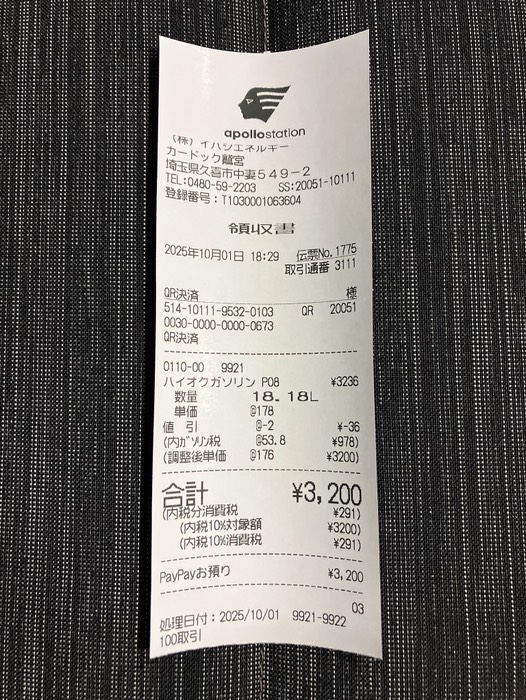 apollostation
(株)イハシエネルギー
カードック鷲宮
埼玉県久喜市中妻549-2
TEL:0480-59-2203 SS:20051-10111
登録番号:T1030001063604
領収書
2025年10月01日 18:29 伝票No.1775
取引通番 3111
QR決済 様
514-10111-9532-0103 QR 20051
0030-0000-0000-0673
QR決済
0110-00 9921
ハイオクガソリン P08 ¥3236
数量 18.18L
単価 @178
値 引 @-2 ¥-36
(内ガソリン税 @53.8 ¥978)
(調整後単価 @176 ¥3200)
合計 ¥3,200
(内税分消費税 ¥291)
(内税10%対象額 ¥3200)
(内税10%消費税 ¥291)
PayPayお預り ¥3,200
03
処理日付:2025/10/01 9921-9922
100取引